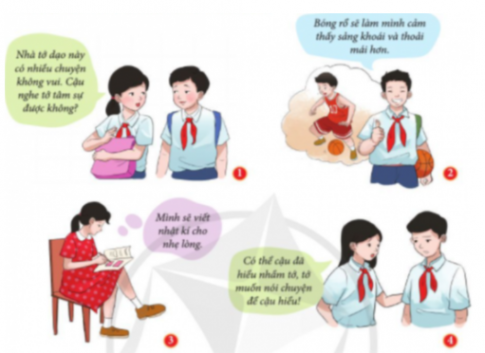 Nhà tớ dạo này
có nhiều chuyện
không vui. Cậu
nghe tớ tâm sự
được không?
1
Bóng rổ sẽ làm mình cảm
thấy sảng khoái và thoải
mái hơn.
2
Mình sẽ viết
nhật kí cho
nhẹ lòng.
3
Có thể cậu đã
hiểu nhầm tớ, tớ
muốn nói chuyện
để cậu hiểu!
4